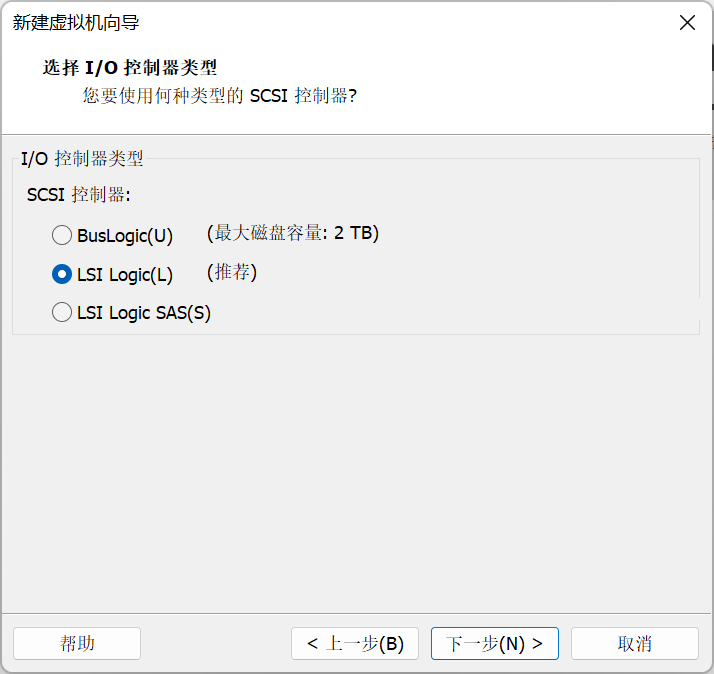 新建虚拟机向导
选择 I/O 控制器类型
您要使用何种类型的 SCSI 控制器?
I/O 控制器类型
SCSI 控制器:
BusLogic(U) (最大磁盘容量: 2 TB)
LSI Logic(L) (推荐)
LSI Logic SAS(S)
帮助 < 上一步(B) 下一步(N) > 取消